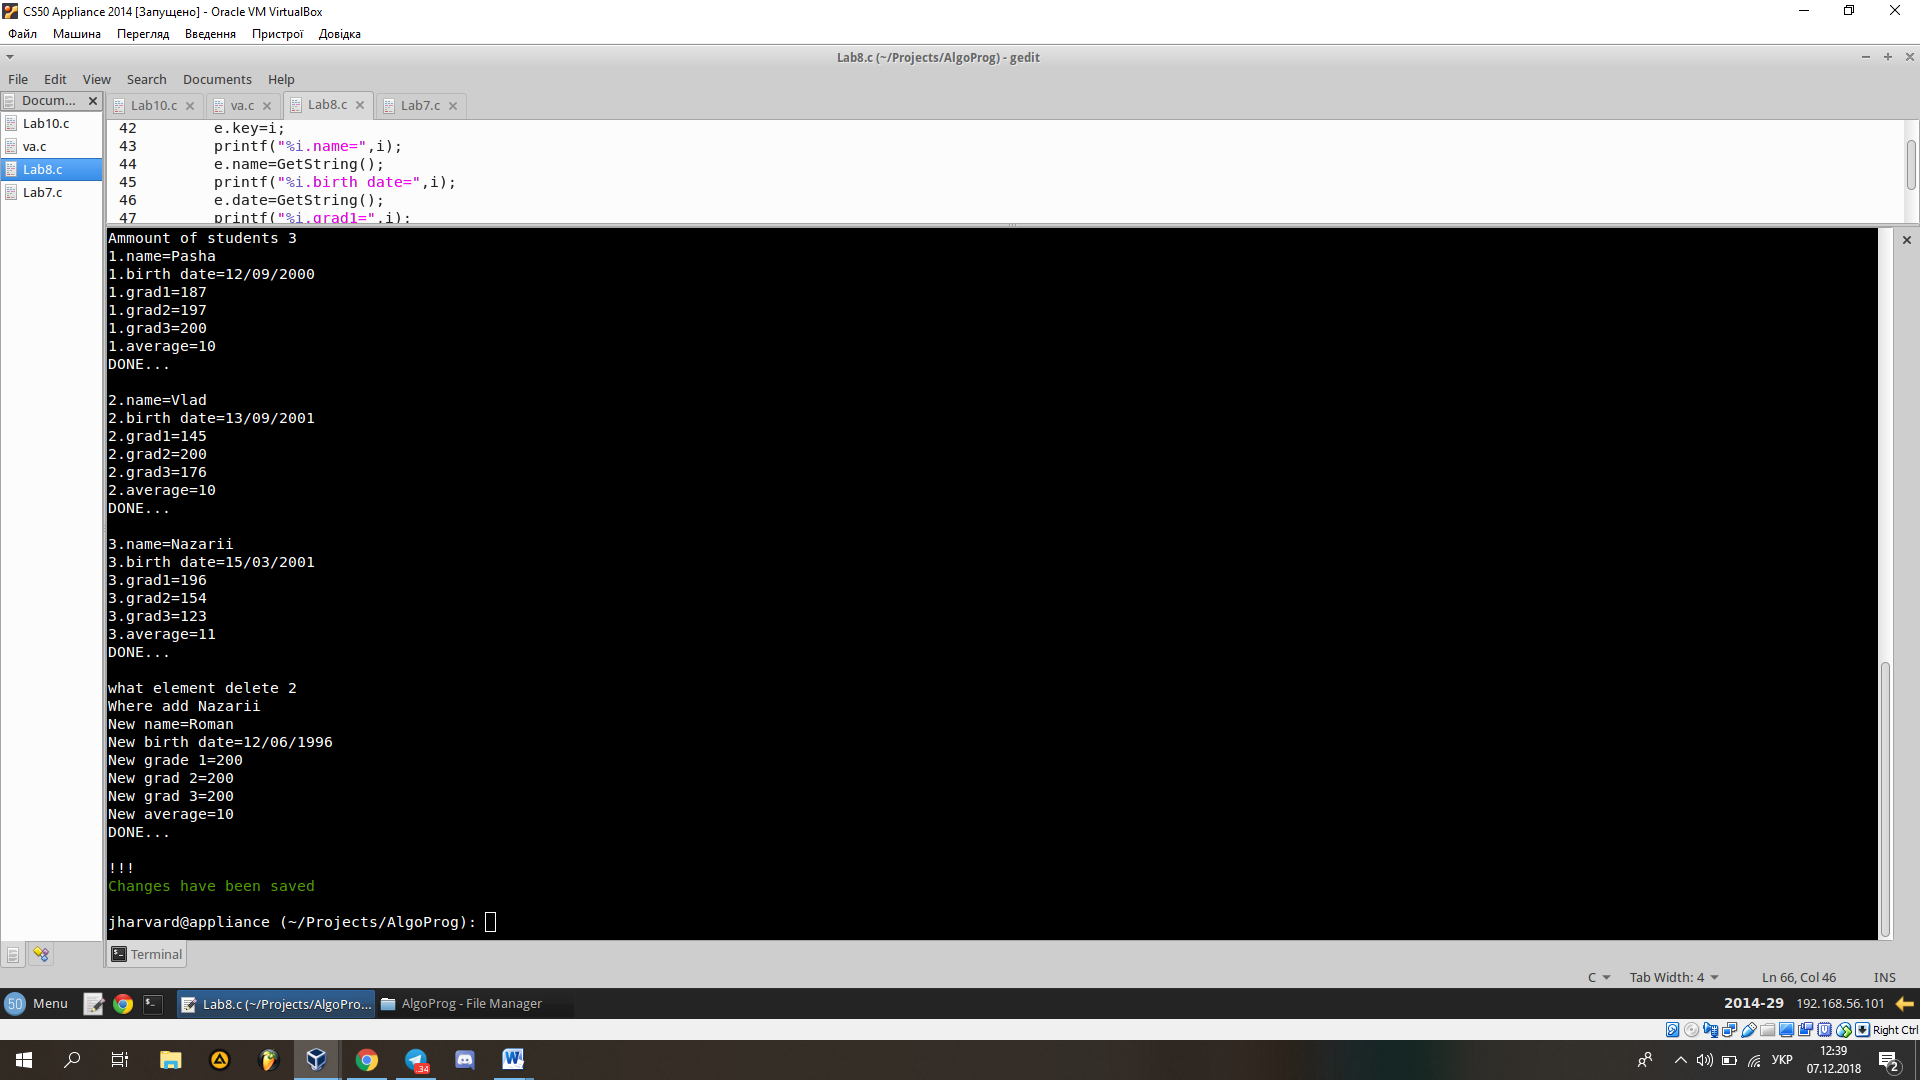 CS50 Appliance 2014 [Запущено] - Oracle VM VirtualBox
Файл Машина Перегляд Введення Пристрої Довідка
Lab8.c (~/Projects/AlgoProg) - gedit
File Edit View Search Documents Help
Docum...
Lab10.c va.c Lab8.c Lab7.c
Lab10.c
va.c
Lab8.c
Lab7.c
42 e.key=i;
43 printf("%i.name=",i);
44 e.name=GetString();
45 printf("%i.birth date=",i);
46 e.date=GetString();
47 printf("%i.grad1=",i);
Ammount of students 3
1.name=Pasha
1.birth date=12/09/2000
1.grad1=187
1.grad2=197
1.grad3=200
1.average=10
DONE...
2.name=Vlad
2.birth date=13/09/2001
2.grad1=145
2.grad2=200
2.grad3=176
2.average=10
DONE...
3.name=Nazarii
3.birth date=15/03/2001
3.grad1=196
3.grad2=154
3.grad3=123
3.average=11
DONE...
what element delete 2
Where add Nazarii
New name=Roman
New birth date=12/06/1996
New grade 1=200
New grad 2=200
New grad 3=200
New average=10
DONE...
!!!
Changes have been saved
jharvard@appliance (~/Projects/AlgoProg):
Terminal
C Tab Width: 4 Ln 66, Col 46 INS
50 Menu Lab8.c (~/Projects/AlgoPro... AlgoProg - File Manager 2014-29 192.168.56.101
Right Ctrl
34 УКР 12:39
07.12.2018 2